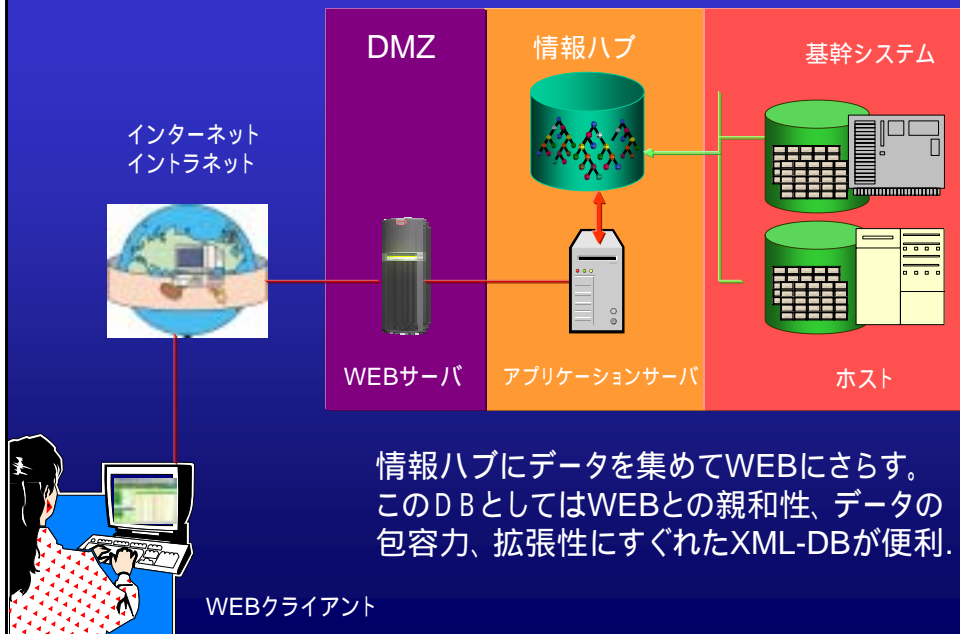 DMZ
情報ハブ
基幹システム
インターネット
イントラネット
WEBサーバ
アプリケーションサーバ
ホスト
情報ハブにデータを集めてWEBにさらす。
このＤＢとしてはWEBとの親和性、データの
包容力、拡張性にすぐれたXML-DBが便利.
WEBクライアント